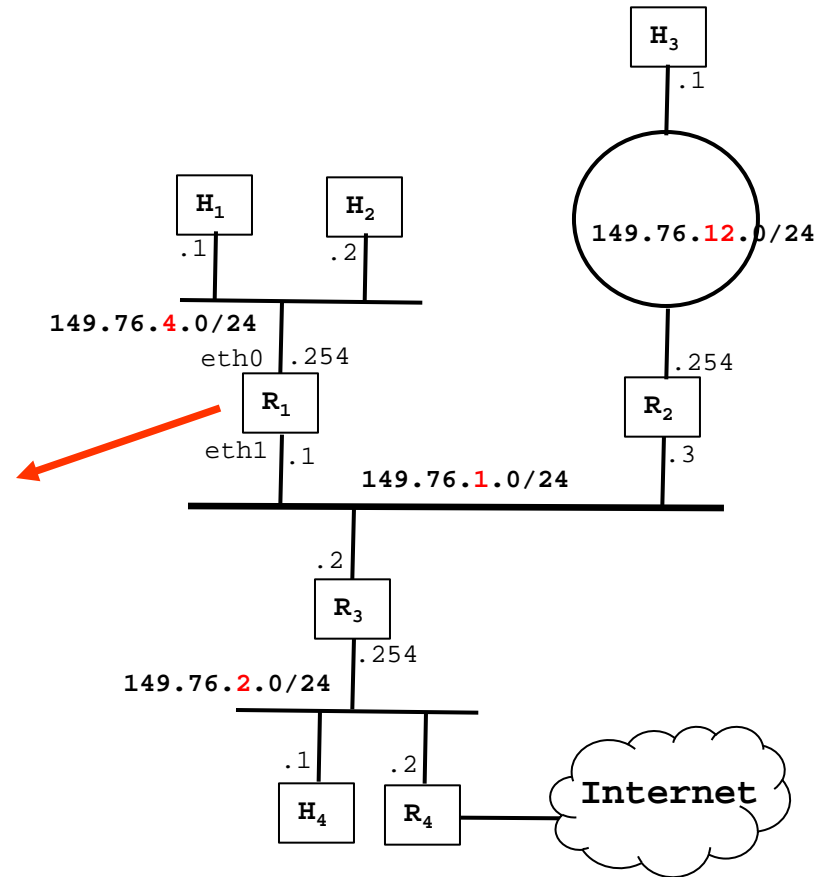 H₃
.1
H₁
H₂
149.76.12.0/24
.1
.2
149.76.4.0/24
eth0 .254
.254
R₁
R₂
eth1 .1
.3
149.76.1.0/24
.2
R₃
.254
149.76.2.0/24
.1
.2
Internet
H₄
R₄